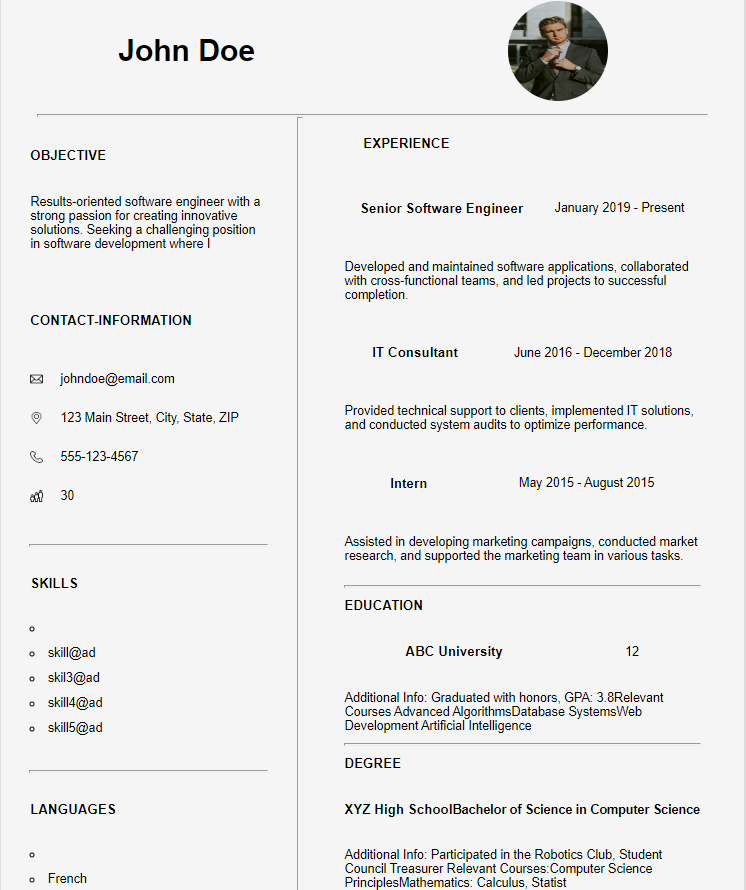 John Doe
OBJECTIVE
Results-oriented software engineer with a
strong passion for creating innovative
solutions. Seeking a challenging position
in software development where I
CONTACT-INFORMATION
johndoe@email.com
123 Main Street, City, State, ZIP
555-123-4567
30
SKILLS
skill@ad
skil3@ad
skill4@ad
skill5@ad
LANGUAGES
French
EXPERIENCE
Senior Software Engineer January 2019 - Present
Developed and maintained software applications, collaborated
with cross-functional teams, and led projects to successful
completion.
IT Consultant June 2016 - December 2018
Provided technical support to clients, implemented IT solutions,
and conducted system audits to optimize performance.
Intern May 2015 - August 2015
Assisted in developing marketing campaigns, conducted market
research, and supported the marketing team in various tasks.
EDUCATION
ABC University 12
Additional Info: Graduated with honors, GPA: 3.8Relevant
Courses Advanced AlgorithmsDatabase SystemsWeb
Development Artificial Intelligence
DEGREE
XYZ High SchoolBachelor of Science in Computer Science
Additional Info: Participated in the Robotics Club, Student
Council Treasurer Relevant Courses:Computer Science
PrinciplesMathematics: Calculus, Statist